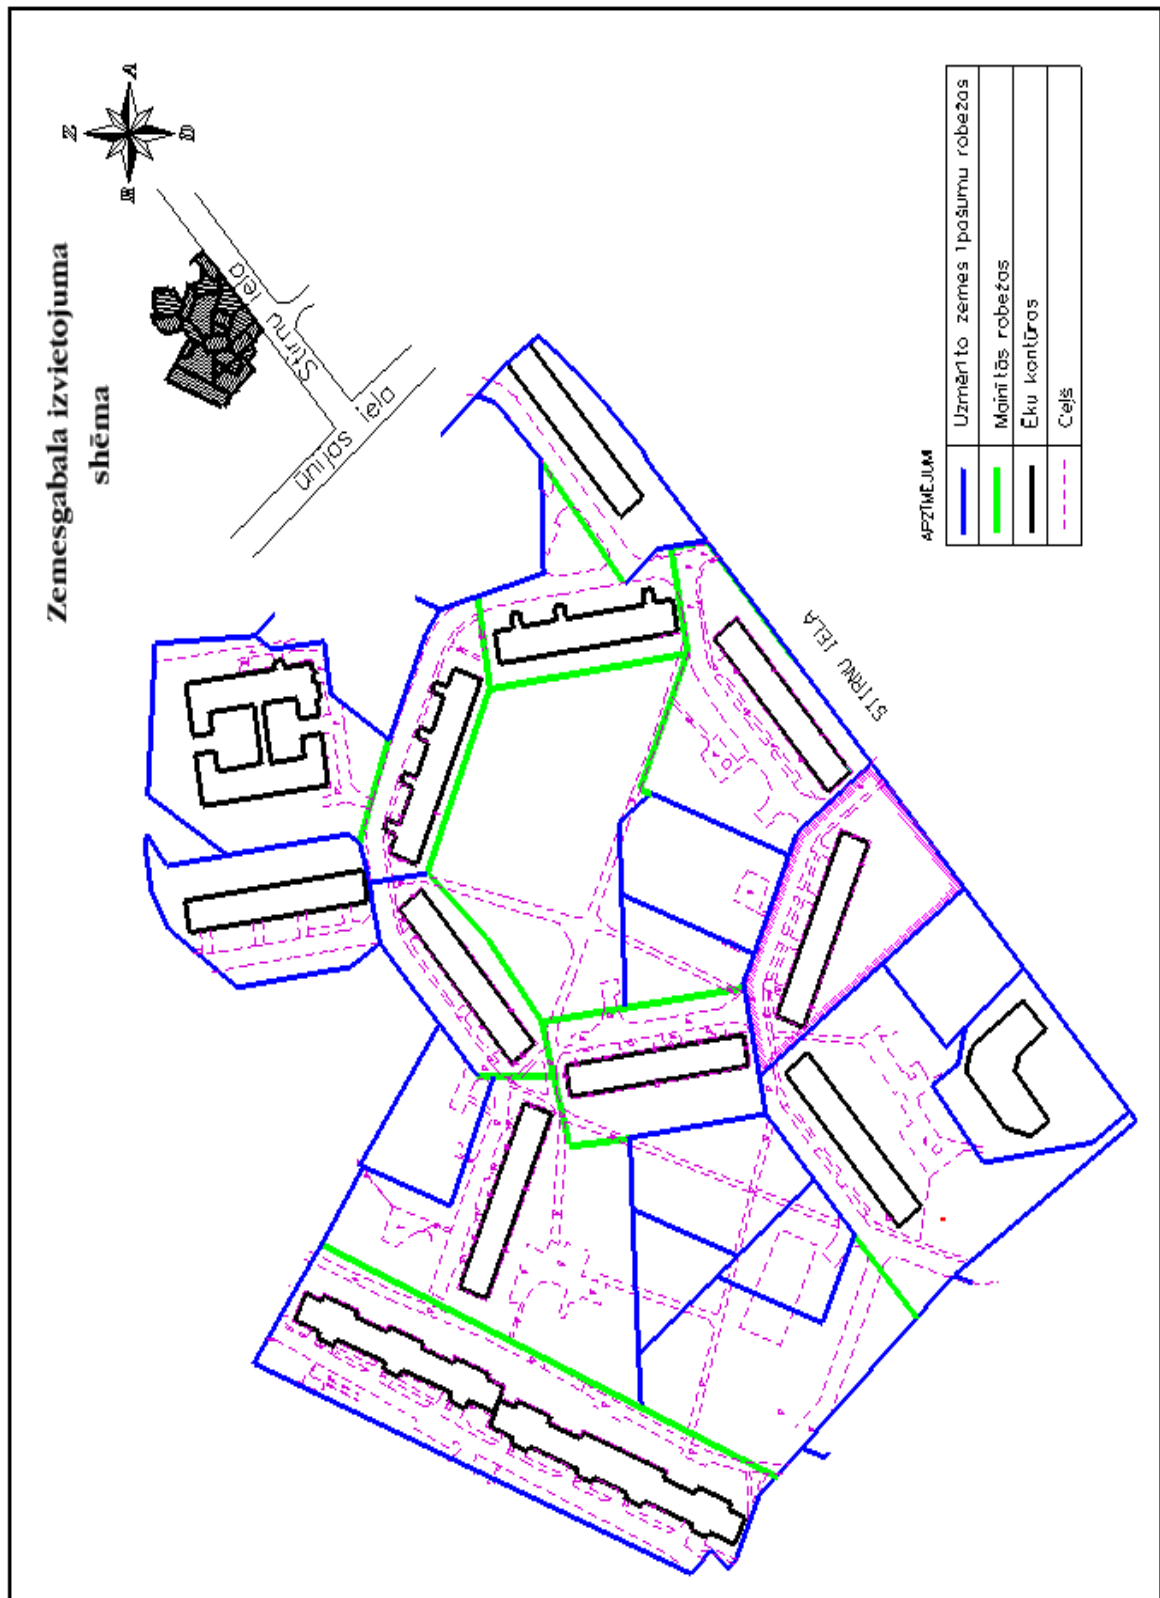 Zemesgabala izvietojuma
shēma
Z
A
D
R
Stirnu iela
ūnijas iela
STIRNU IELA
APZĪMĒJUMI
Uzmērīto zemes īpašumu robežas
Mainītās robežas
Ēku kontūras
Ceļš